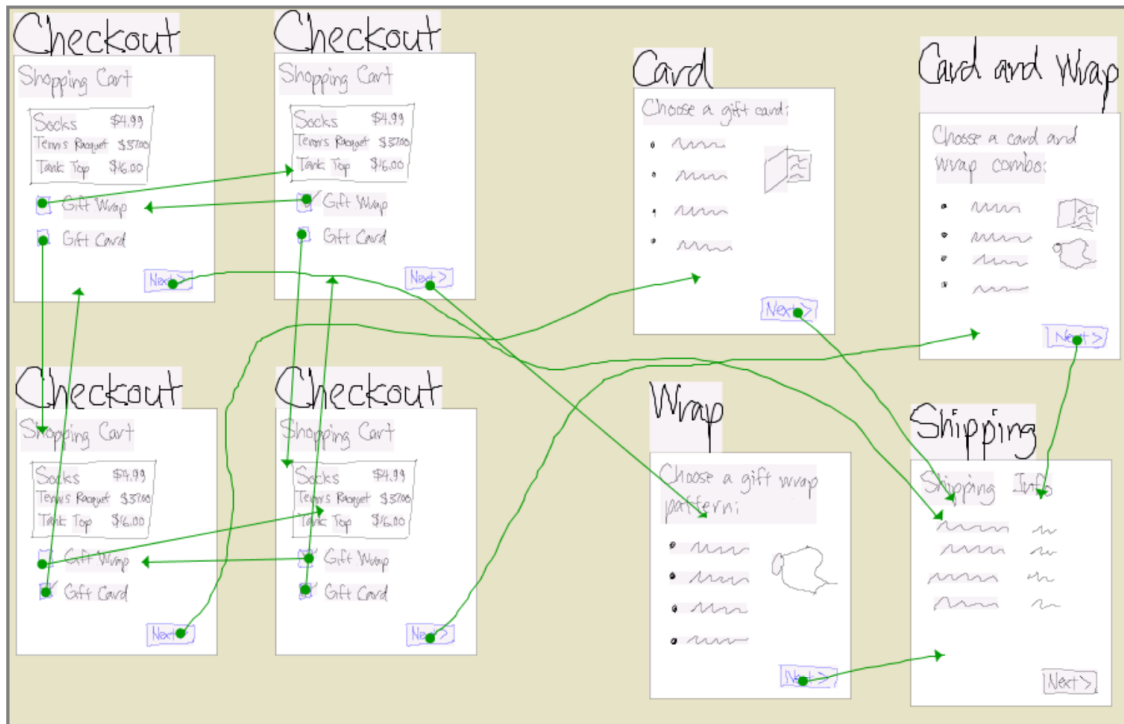 Checkout
Shopping Cart
Socks $4.99
Tennis Racquet $37.00
Tank Top $16.00
Gift Wrap
Gift Card
Next >
Checkout
Shopping Cart
Socks $4.99
Tennis Racquet $37.00
Tank Top $16.00
Gift Wrap
Gift Card
Next >
Card
Choose a gift card:
Next >
Card and Wrap
Choose a card and
wrap combo:
Next >
Checkout
Shopping Cart
Socks $4.99
Tennis Racquet $37.00
Tank Top $16.00
Gift Wrap
Gift Card
Next >
Checkout
Shopping Cart
Socks $4.99
Tennis Racquet $37.00
Tank Top $16.00
Gift Wrap
Gift Card
Next >
Wrap
Choose a gift wrap
pattern:
Next >
Shipping
Shipping Info
Next >